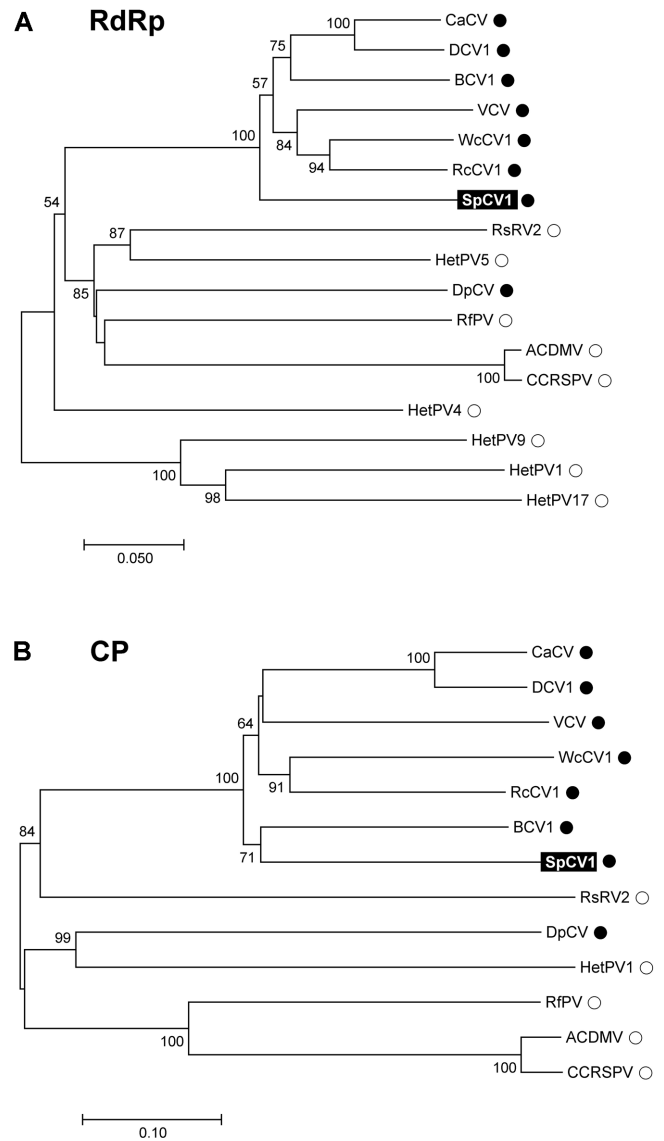 A RdRp
100 CaCV
75 DCV1
57 BCV1
VCV
100 84 WcCV1
94 RcCV1
SpCV1
54
87 RsRV2
HetPV5
85 DpCV
RfPV
ACDMV
100 CCRSPV
HetPV4
HetPV9
100 HetPV1
98 HetPV17
0.050
B CP
100 CaCV
DCV1
64 VCV
WcCV1
100 91 RcCV1
BCV1
71 SpCV1
84
RsRV2
99 DpCV
HetPV1
RfPV
100 ACDMV
100 CCRSPV
0.10